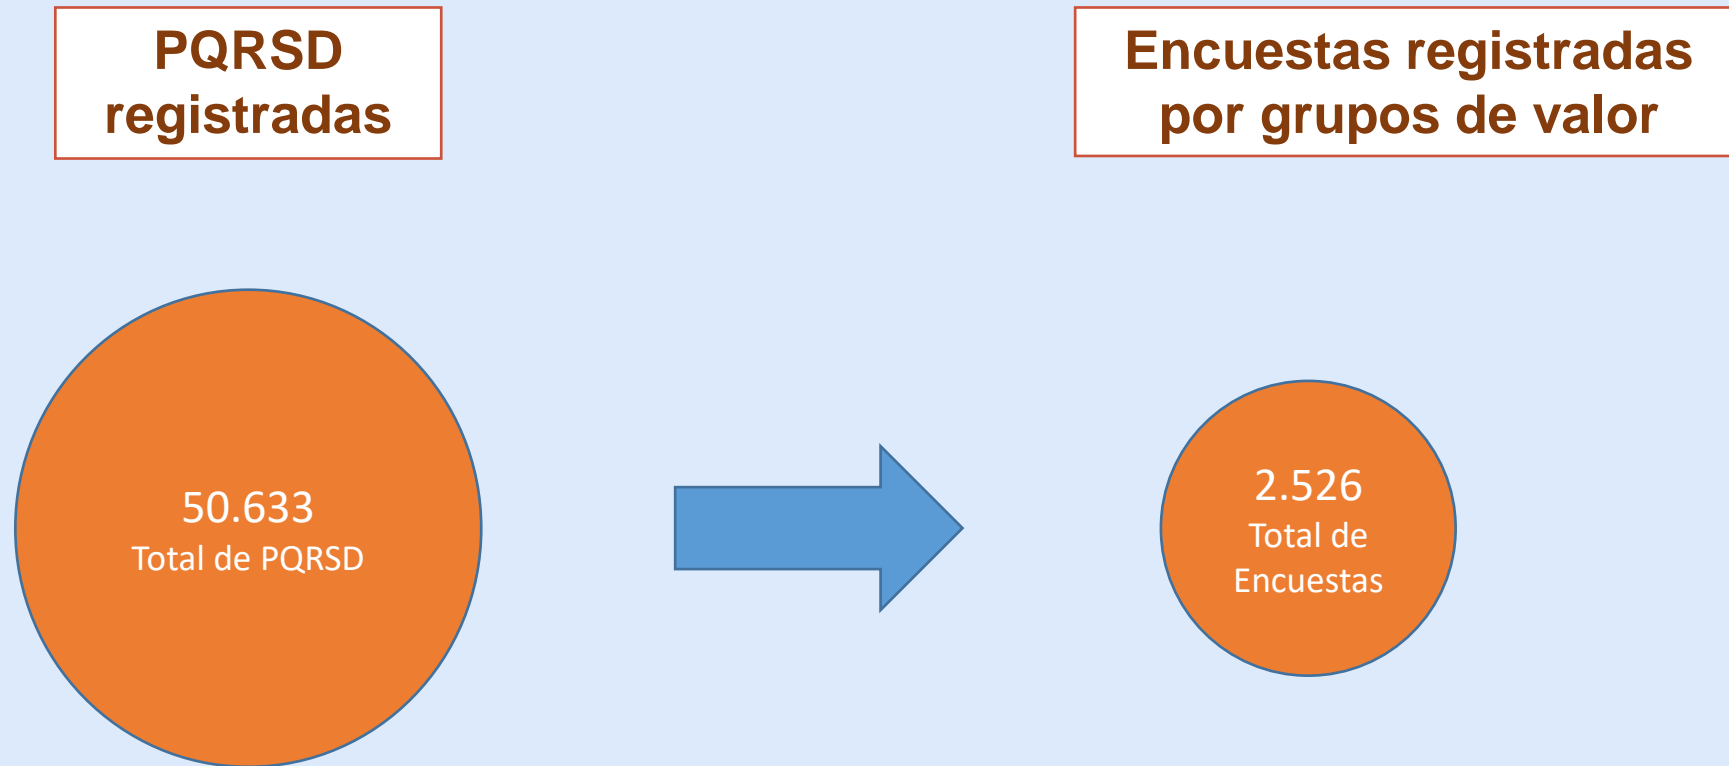 PQRSD
registradas
Encuestas registradas
por grupos de valor
50.633
Total de PQRSD
2.526
Total de
Encuestas